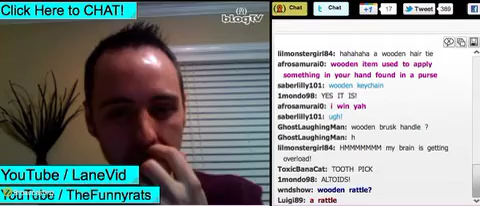 Click Here to CHAT!
blogTV
YouTube / LaneVid
YouTube / TheFunnyrats
Chat
Chat
+1
17
Tweet
389
lilmonstergirl84: hahahaha a wooden hair tie
afrosamurai0: wooden item used to apply
something in your hand found in a purse
saberlilly101: wooden keychain
1mondo98: YES IT IS!
afrosamurai0: i win yah
saberlilly101: ugh!
GhostLaughingMan: wooden brusk handle ?
GhostLaughingMan: h
lilmonstergirl84: HMMMMMMM my brain is getting
overload!
ToxicBanaCat: TOOTH PICK
1mondo98: ALTOIDS!
wndshow: wooden rattle?
Luigi89: a rattle